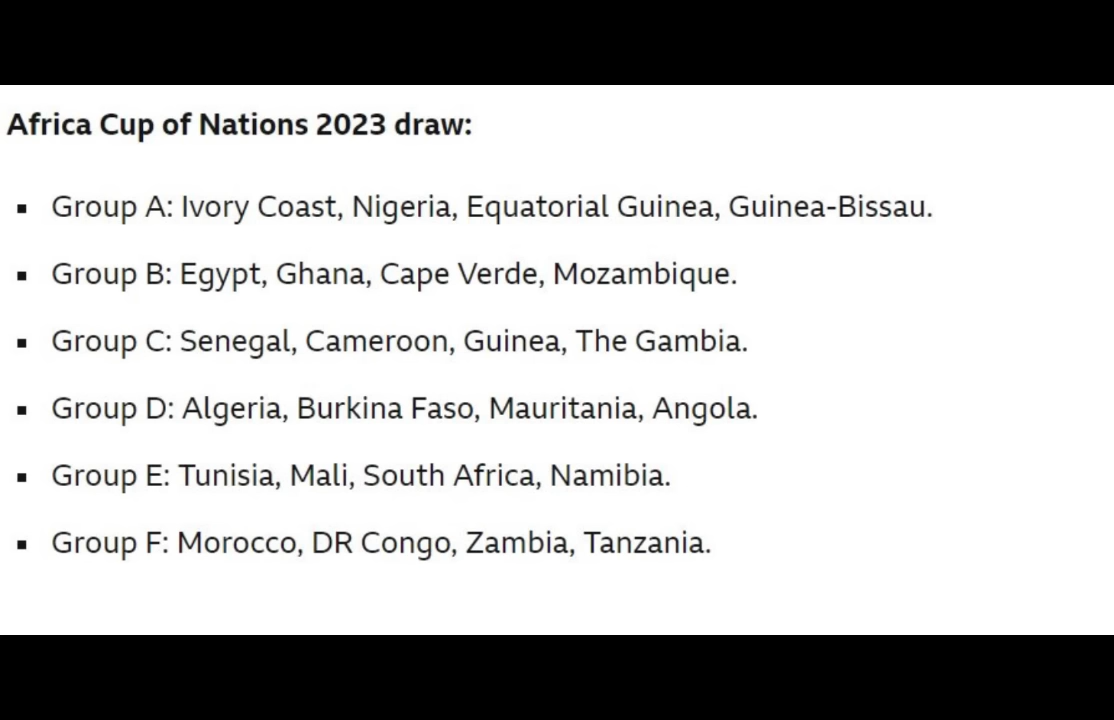 Africa Cup of Nations 2023 draw:
▪ Group A: Ivory Coast, Nigeria, Equatorial Guinea, Guinea-Bissau.
▪ Group B: Egypt, Ghana, Cape Verde, Mozambique.
▪ Group C: Senegal, Cameroon, Guinea, The Gambia.
▪ Group D: Algeria, Burkina Faso, Mauritania, Angola.
▪ Group E: Tunisia, Mali, South Africa, Namibia.
▪ Group F: Morocco, DR Congo, Zambia, Tanzania.